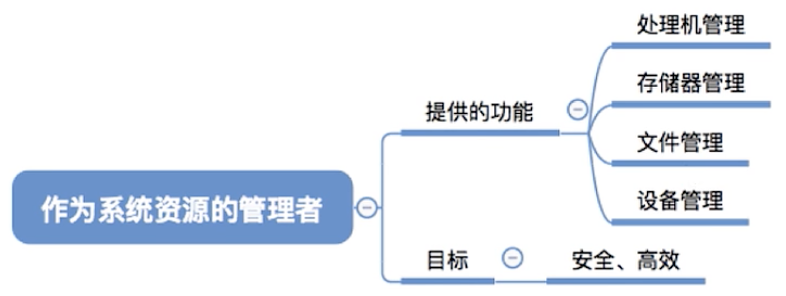 作为系统资源的管理者
提供的功能
处理机管理
存储器管理
文件管理
设备管理
目标
安全、高效